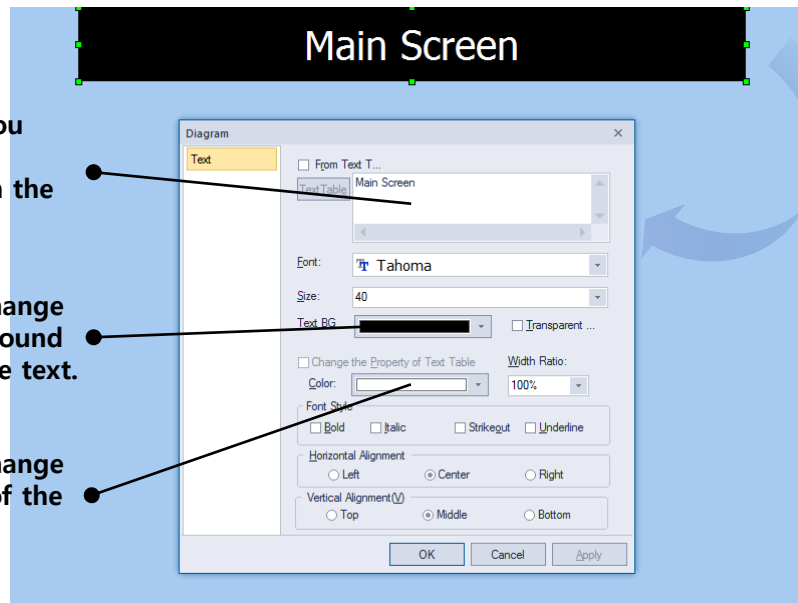 Main Screen
ou
n the
Diagram
Text
From Text T...
Text Table
Main Screen
Font:
Tahoma
Size:
40
hange
ound
e text.
Text BG
Transparent ...
Change the Property of Text Table
Width Ratio:
Color:
100%
Font Style
Bold Italic Strikeout Underline
hange
of the
Horizontal Alignment
Left Center Right
Vertical Alignment(V)
Top Middle Bottom
OK Cancel Apply